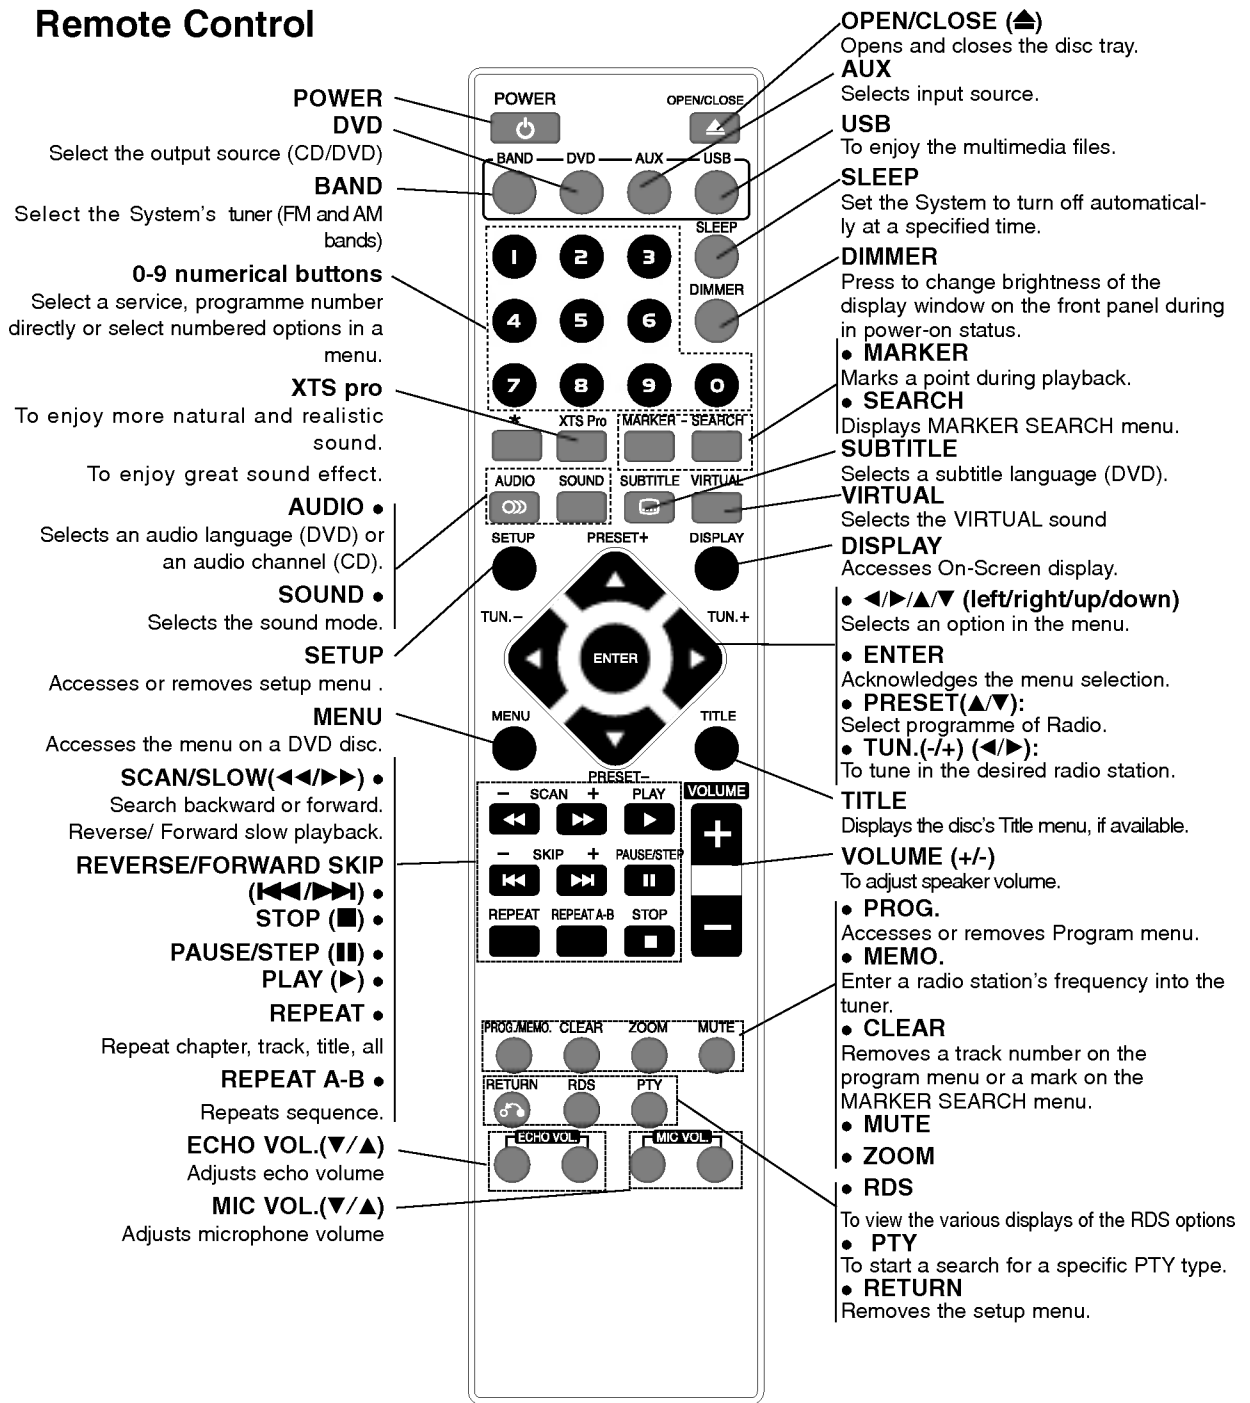 Remote Control
POWER
DVD
Select the output source (CD/DVD)
BAND
Select the System's tuner (FM and AM
bands)
0-9 numerical buttons
Select a service, programme number
directly or select numbered options in a
menu.
XTS pro
To enjoy more natural and realistic
sound.
To enjoy great sound effect.
AUDIO ●
Selects an audio language (DVD) or
an audio channel (CD).
SOUND ●
Selects the sound mode.
SETUP
Accesses or removes setup menu .
MENU
Accesses the menu on a DVD disc.
SCAN/SLOW(◄◄/►►) ●
Search backward or forward.
Reverse/ Forward slow playback.
REVERSE/FORWARD SKIP
(I◄◄/►►I) ●
STOP (■) ●
PAUSE/STEP (II) ●
PLAY (►) ●
REPEAT ●
Repeat chapter, track, title, all
REPEAT A-B ●
Repeats sequence.
ECHO VOL.(▼/▲)
Adjusts echo volume
MIC VOL.(▼/▲)
Adjusts microphone volume
POWER OPEN/CLOSE
BAND DVD AUX USB
SLEEP
1 2 3
DIMMER
4 5 6
7 8 9 0
* XTS Pro MARKER - SEARCH
AUDIO SOUND SUBTITLE VIRTUAL
SETUP PRESET+ DISPLAY
TUN.- TUN.+
ENTER
MENU TITLE
PRESET-
- SCAN + PLAY VOLUME
+
- SKIP + PAUSE/STEP
REPEAT REPEAT A-B STOP
-
PROG./MEMO. CLEAR ZOOM MUTE
RETURN RDS PTY
ECHO VOL. MIC VOL.
OPEN/CLOSE (⏏)
Opens and closes the disc tray.
AUX
Selects input source.
USB
To enjoy the multimedia files.
SLEEP
Set the System to turn off automatical-
ly at a specified time.
DIMMER
Press to change brightness of the
display window on the front panel during
in power-on status.
● MARKER
Marks a point during playback.
● SEARCH
Displays MARKER SEARCH menu.
SUBTITLE
Selects a subtitle language (DVD).
VIRTUAL
Selects the VIRTUAL sound
DISPLAY
Accesses On-Screen display.
● ◄/►/▲/▼ (left/right/up/down)
Selects an option in the menu.
● ENTER
Acknowledges the menu selection.
● PRESET(▲/▼):
Select programme of Radio.
● TUN.(-/+) (◄/►):
To tune in the desired radio station.
TITLE
Displays the disc's Title menu, if available.
VOLUME (+/-)
To adjust speaker volume.
● PROG.
Accesses or removes Program menu.
● MEMO.
Enter a radio station's frequency into the
tuner.
● CLEAR
Removes a track number on the
program menu or a mark on the
MARKER SEARCH menu.
● MUTE
● ZOOM
● RDS
To view the various displays of the RDS options
● PTY
To start a search for a specific PTY type.
● RETURN
Removes the setup menu.